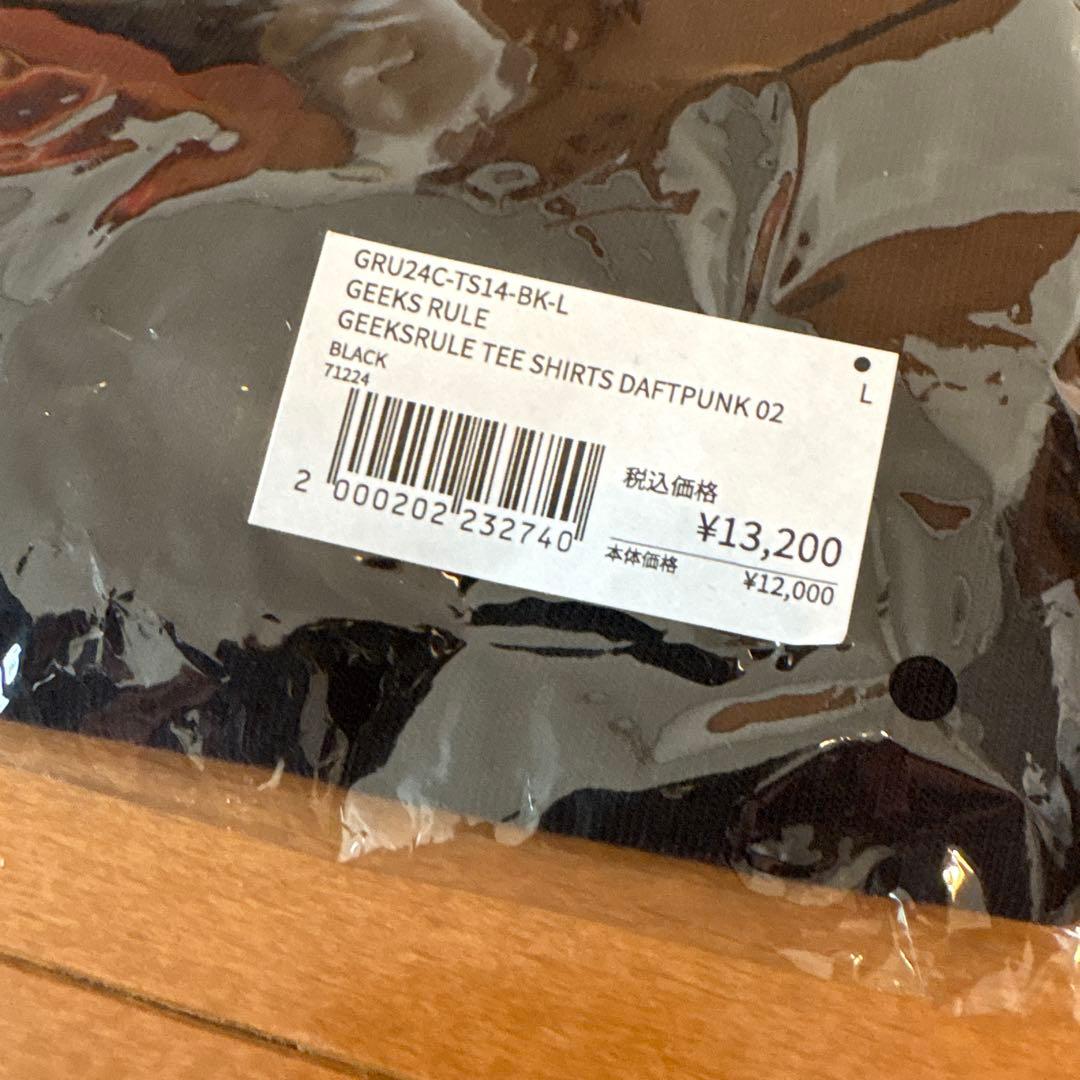 GRU24C-TS14-BK-L
GEEKS RULE
GEEKSRULE TEE SHIRTS DAFTPUNK 02
BLACK
71224
L
2 000202 232740
税込価格
¥13,200
本体価格
¥12,000